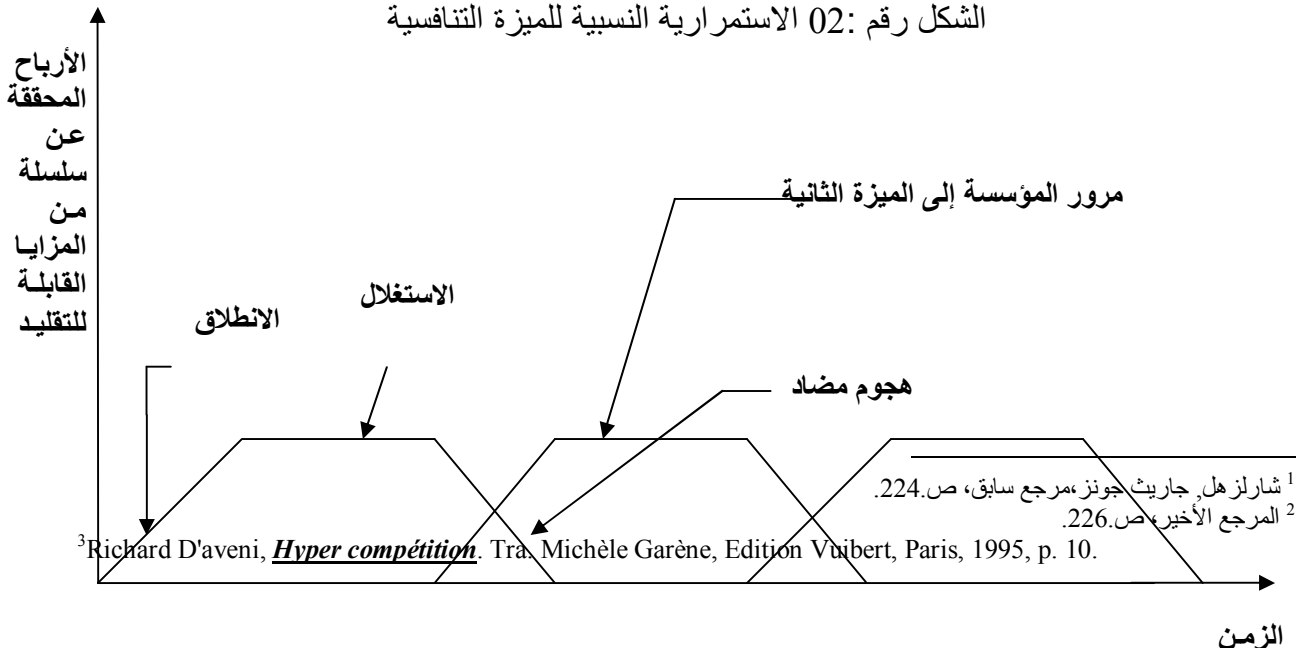 الشكل رقم :02 الاستمرارية النسبية للميزة التنافسية
الأرباح
المحققة
عن
سلسلة
من
المزايا
القابلة
للتقليد
مرور المؤسسة إلى الميزة الثانية
الاستغلال
الانطلاق
هجوم مضاد
1 شارلز هل, جاريث جونز،مرجع سابق، ص.224.
2 المرجع الأخير، ص.226.
3Richard D'aveni, Hyper compétition. Tra. Michèle Garène, Edition Vuibert, Paris, 1995, p. 10.
الزمن